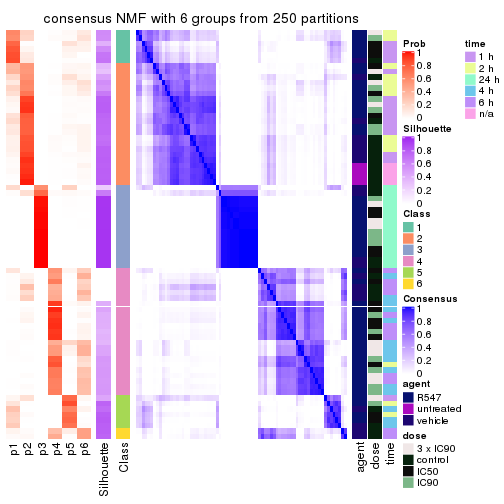 consensus NMF with 6 groups from 250 partitions
Prob
1
0.8
0.6
0.4
0.2
0
Silhouette
1
0.8
0.6
0.4
0.2
0
Class
1
2
3
4
5
6
Consensus
1
0.8
0.6
0.4
0.2
0
agent
R547
untreated
vehicle
dose
3 x IC90
control
IC50
IC90
time
1 h
2 h
24 h
4 h
6 h
n/a
p1
p2
p3
p4
p5
p6
Silhouette
Class
agent
dose
time